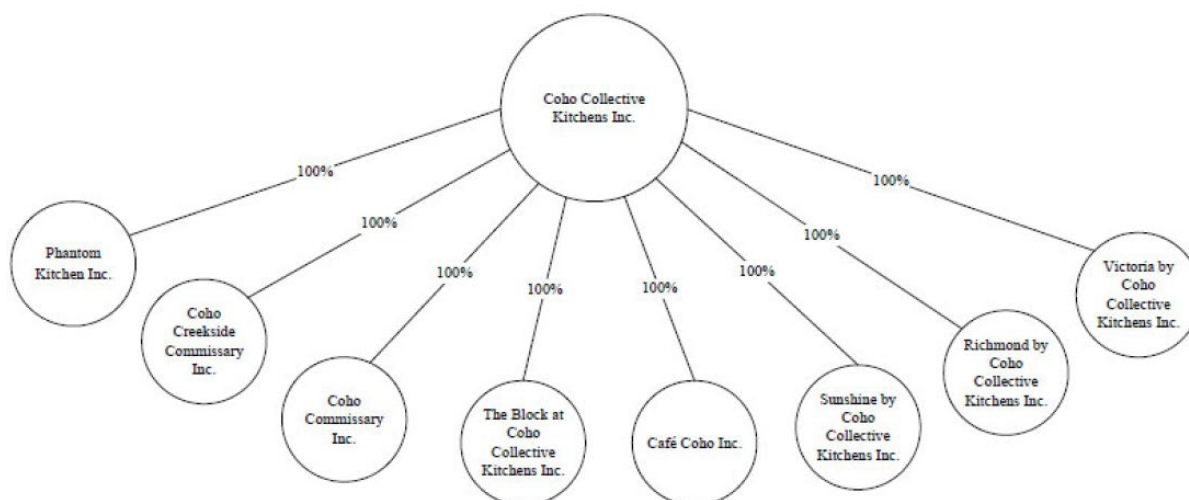 Coho Collective
Kitchens Inc.
100%
100%
100%
100%
100%
100%
100%
100%
Phantom
Kitchen Inc.
Coho
Creekside
Commissary
Inc.
Coho
Commissary
Inc.
The Block at
Coho
Collective
Kitchens Inc.
Café Coho Inc.
Sunshine by
Coho
Collective
Kitchens Inc.
Richmond by
Coho
Collective
Kitchens Inc.
Victoria by
Coho
Collective
Kitchens Inc.